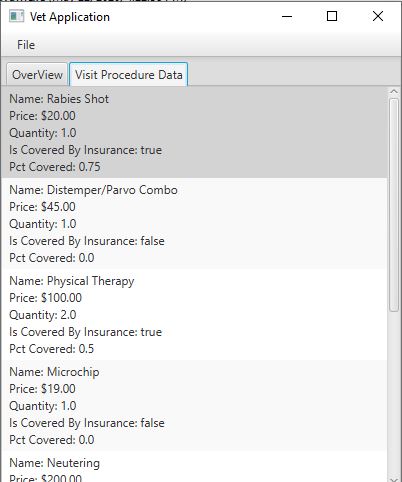 Vet Application
File
OverView
Visit Procedure Data
Name: Rabies Shot
Price: $20.00
Quantity: 1.0
Is Covered By Insurance: true
Pct Covered: 0.75
Name: Distemper/Parvo Combo
Price: $45.00
Quantity: 1.0
Is Covered By Insurance: false
Pct Covered: 0.0
Name: Physical Therapy
Price: $100.00
Quantity: 2.0
Is Covered By Insurance: true
Pct Covered: 0.5
Name: Microchip
Price: $19.00
Quantity: 1.0
Is Covered By Insurance: false
Pct Covered: 0.0
Name: Neutering
Price: $200.00